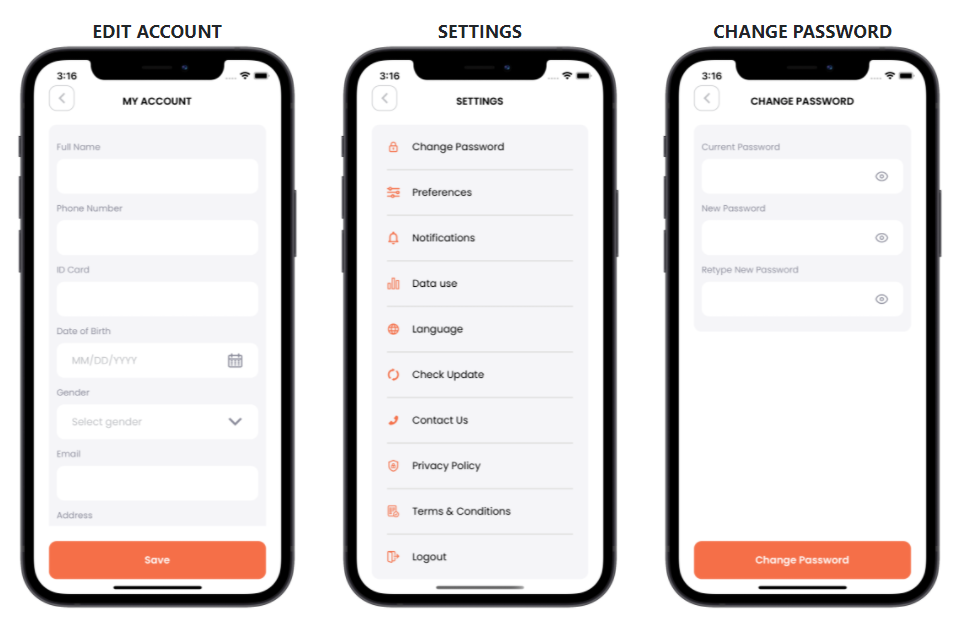 EDIT ACCOUNT
3:16
MY ACCOUNT
Full Name
Phone Number
ID Card
Date of Birth
MM/DD/YYYY
Gender
Select gender
Email
Address
Save
SETTINGS
3:16
SETTINGS
Change Password
Preferences
Notifications
Data use
Language
Check Update
Contact Us
Privacy Policy
Terms & Conditions
Logout
CHANGE PASSWORD
3:16
CHANGE PASSWORD
Current Password
New Password
Retype New Password
Change Password